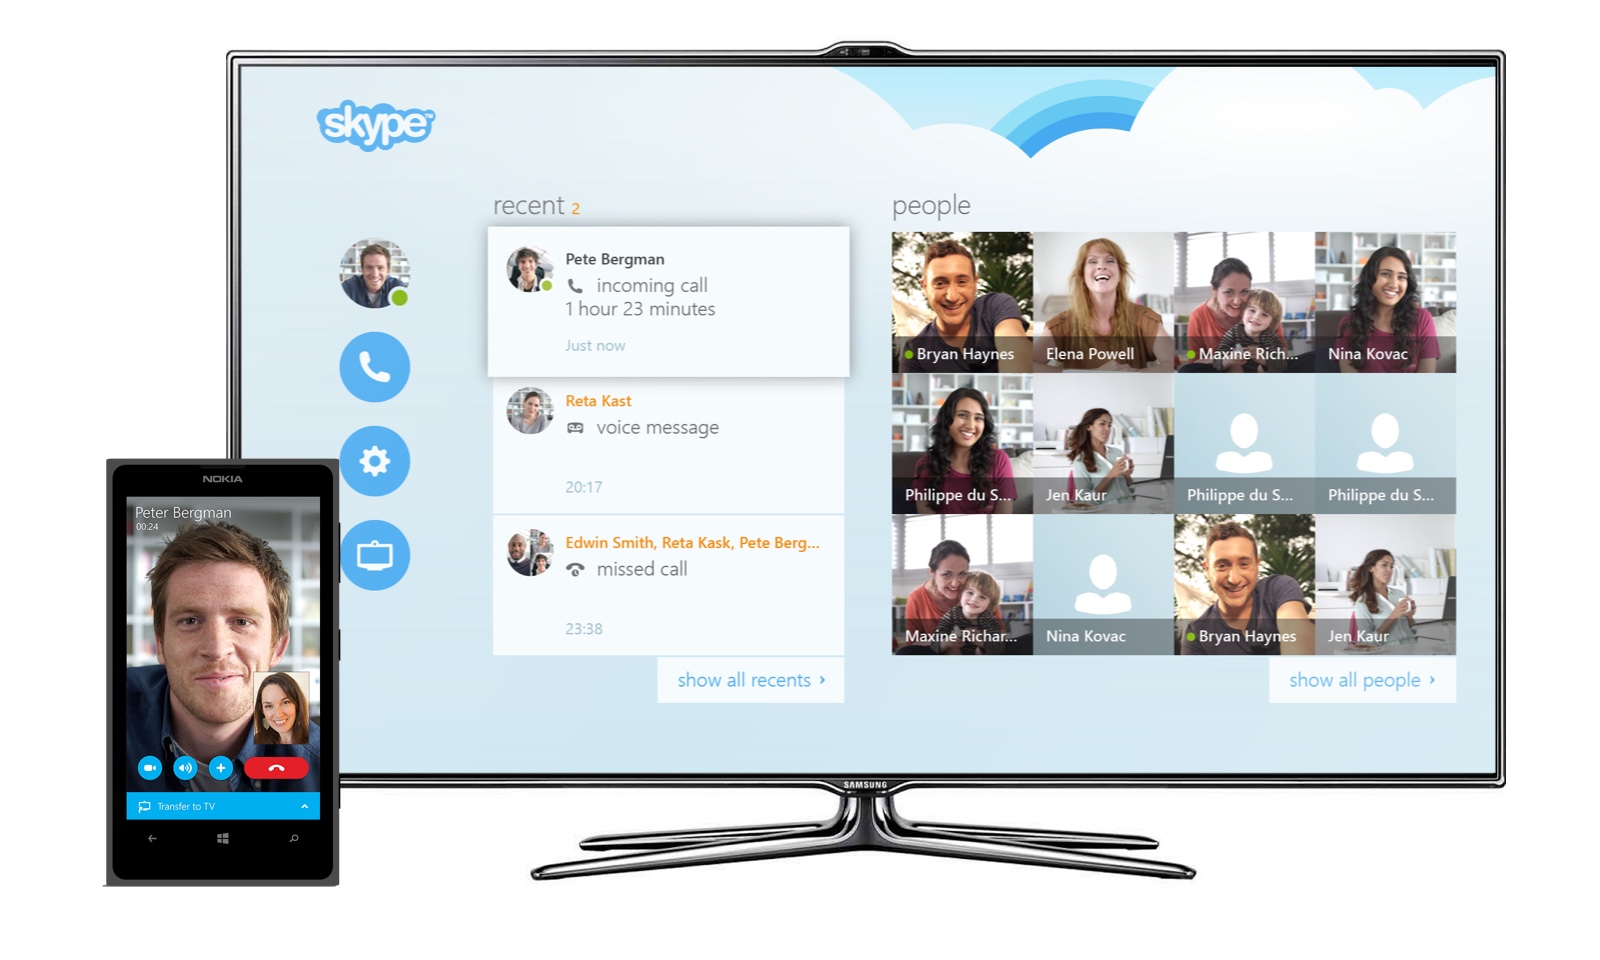 skype™
recent 2
Pete Bergman
incoming call
1 hour 23 minutes
Just now
Reta Kast
voice message
20:17
Edwin Smith, Reta Kask, Pete Berg...
missed call
23:38
show all recents ›
people
Bryan Haynes
Elena Powell
Maxine Rich...
Nina Kovac
Philippe du S...
Jen Kaur
Philippe du S...
Philippe du S...
Maxine Richar...
Nina Kovac
Bryan Haynes
Jen Kaur
show all people ›
SAMSUNG
NOKIA
Peter Bergman
00:24
Transfer to TV